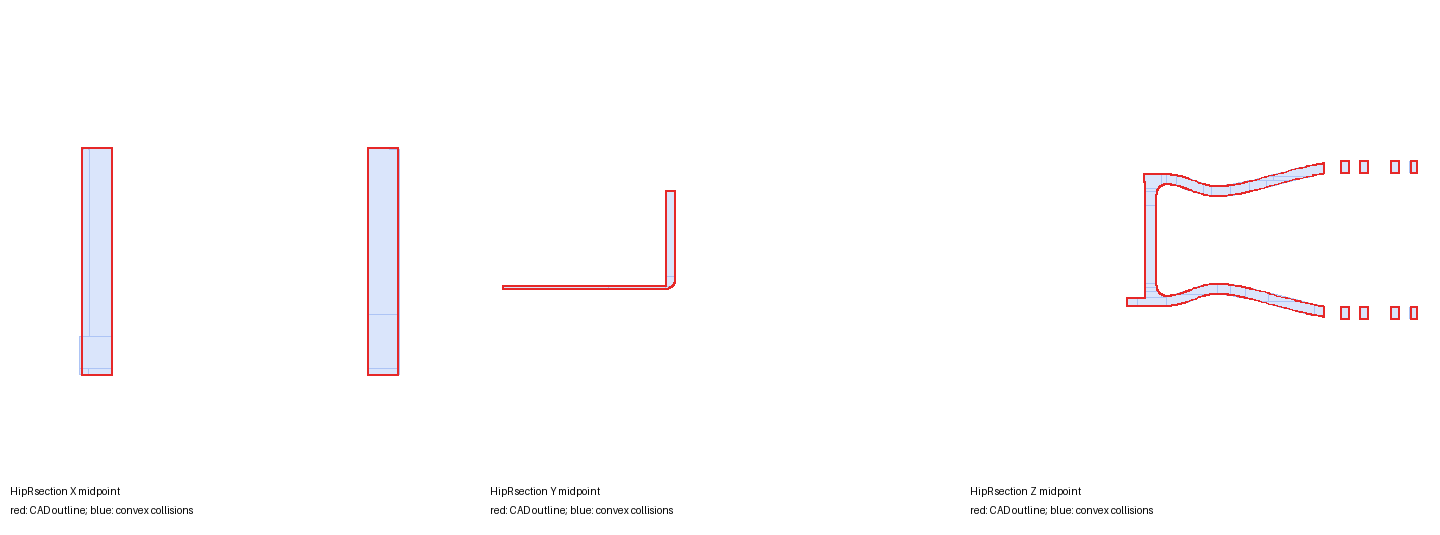 HipRsection X midpoint
red: CAD outline; blue: convex collisions
HipRsection Y midpoint
red: CAD outline; blue: convex collisions
HipRsection Z midpoint
red: CAD outline; blue: convex collisions